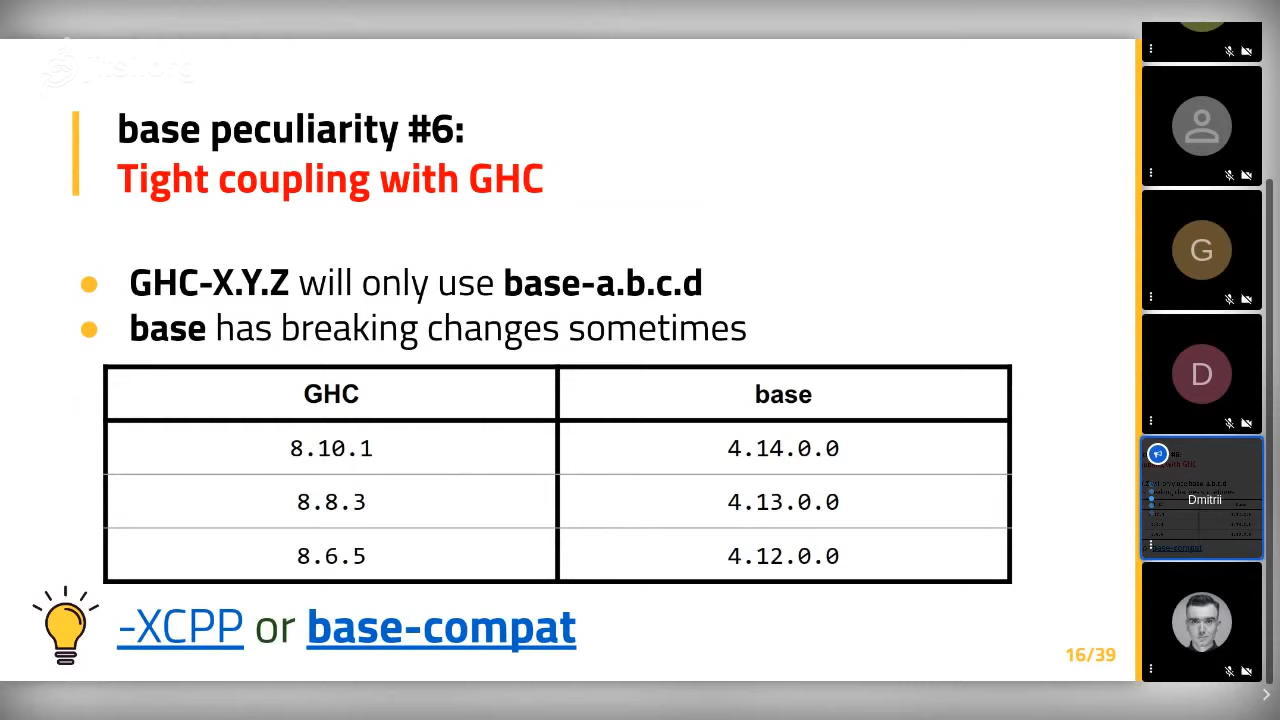 jitsi.org
base peculiarity #6:
Tight coupling with GHC
GHC-X.Y.Z will only use base-a.b.c.d
base has breaking changes sometimes
GHC base
8.10.1 4.14.0.0
8.8.3 4.13.0.0
8.6.5 4.12.0.0
-XCPP or base-compat
16/39
G
D
Dmitrii